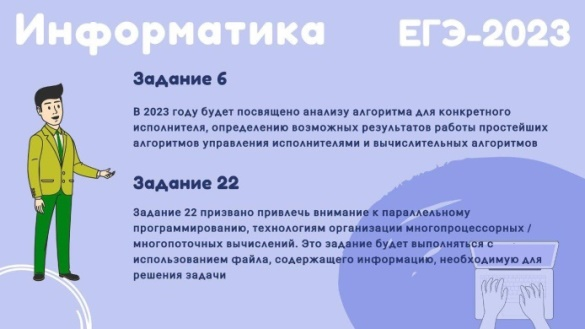 Информатика
ЕГЭ-2023
Задание 6
В 2023 году будет посвящено анализу алгоритма для конкретного
исполнителя, определению возможных результатов работы простейших
алгоритмов управления исполнителями и вычислительных алгоритмов
Задание 22
Задание 22 призвано привлечь внимание к параллельному
программированию, технологиям организации многопроцессорных /
многопоточных вычислений. Это задание будет выполняться с
использованием файла, содержащего информацию, необходимую для
решения задачи